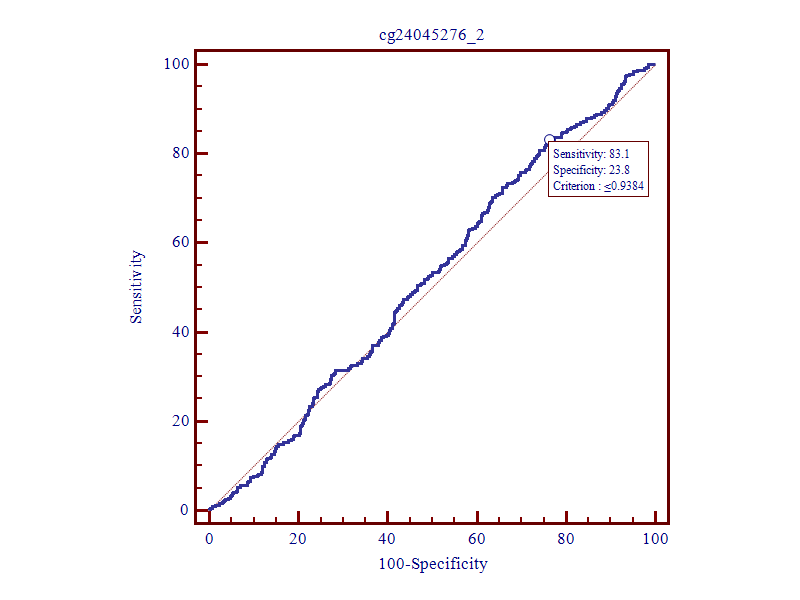 cg24045276_2
100
80
60
40
20
0
Sensitivity
Sensitivity: 83.1
Specificity: 23.8
Criterion : ≤0.9384
0 20 40 60 80 100
100-Specificity